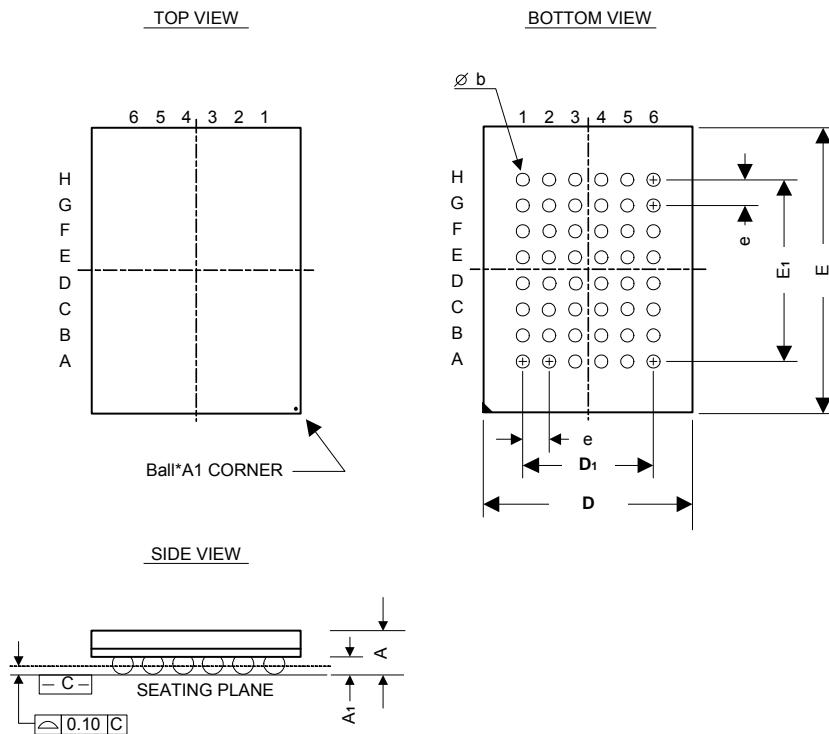 TOP VIEW
6 5 4 3 2 1
H
G
F
E
D
C
B
A
Ball*A1 CORNER
BOTTOM VIEW
Ø b
1 2 3 4 5 6
H
G
F
E
D
C
B
A
e
E1
E
e
D1
D
SIDE VIEW
A
A1
– C –
SEATING PLANE
⌓ 0.10 C